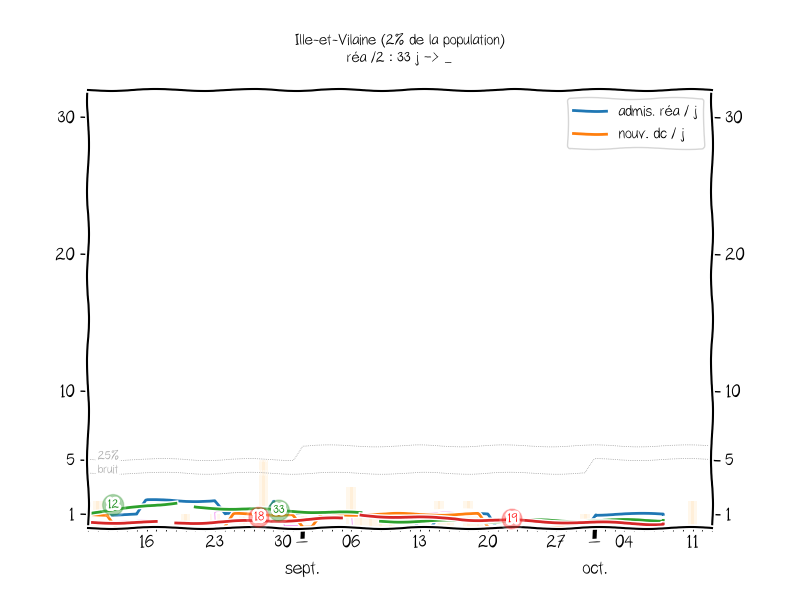 Ille-et-Vilaine (2% de la population)
réa /2 : 33 j -> _
30 30
admis. réa / j
nouv. dc / j
20 20
10 10
5 25% 5
bruit
12 33
1 18 19 1
16 23 30 06 13 20 27 04 11
sept. oct.